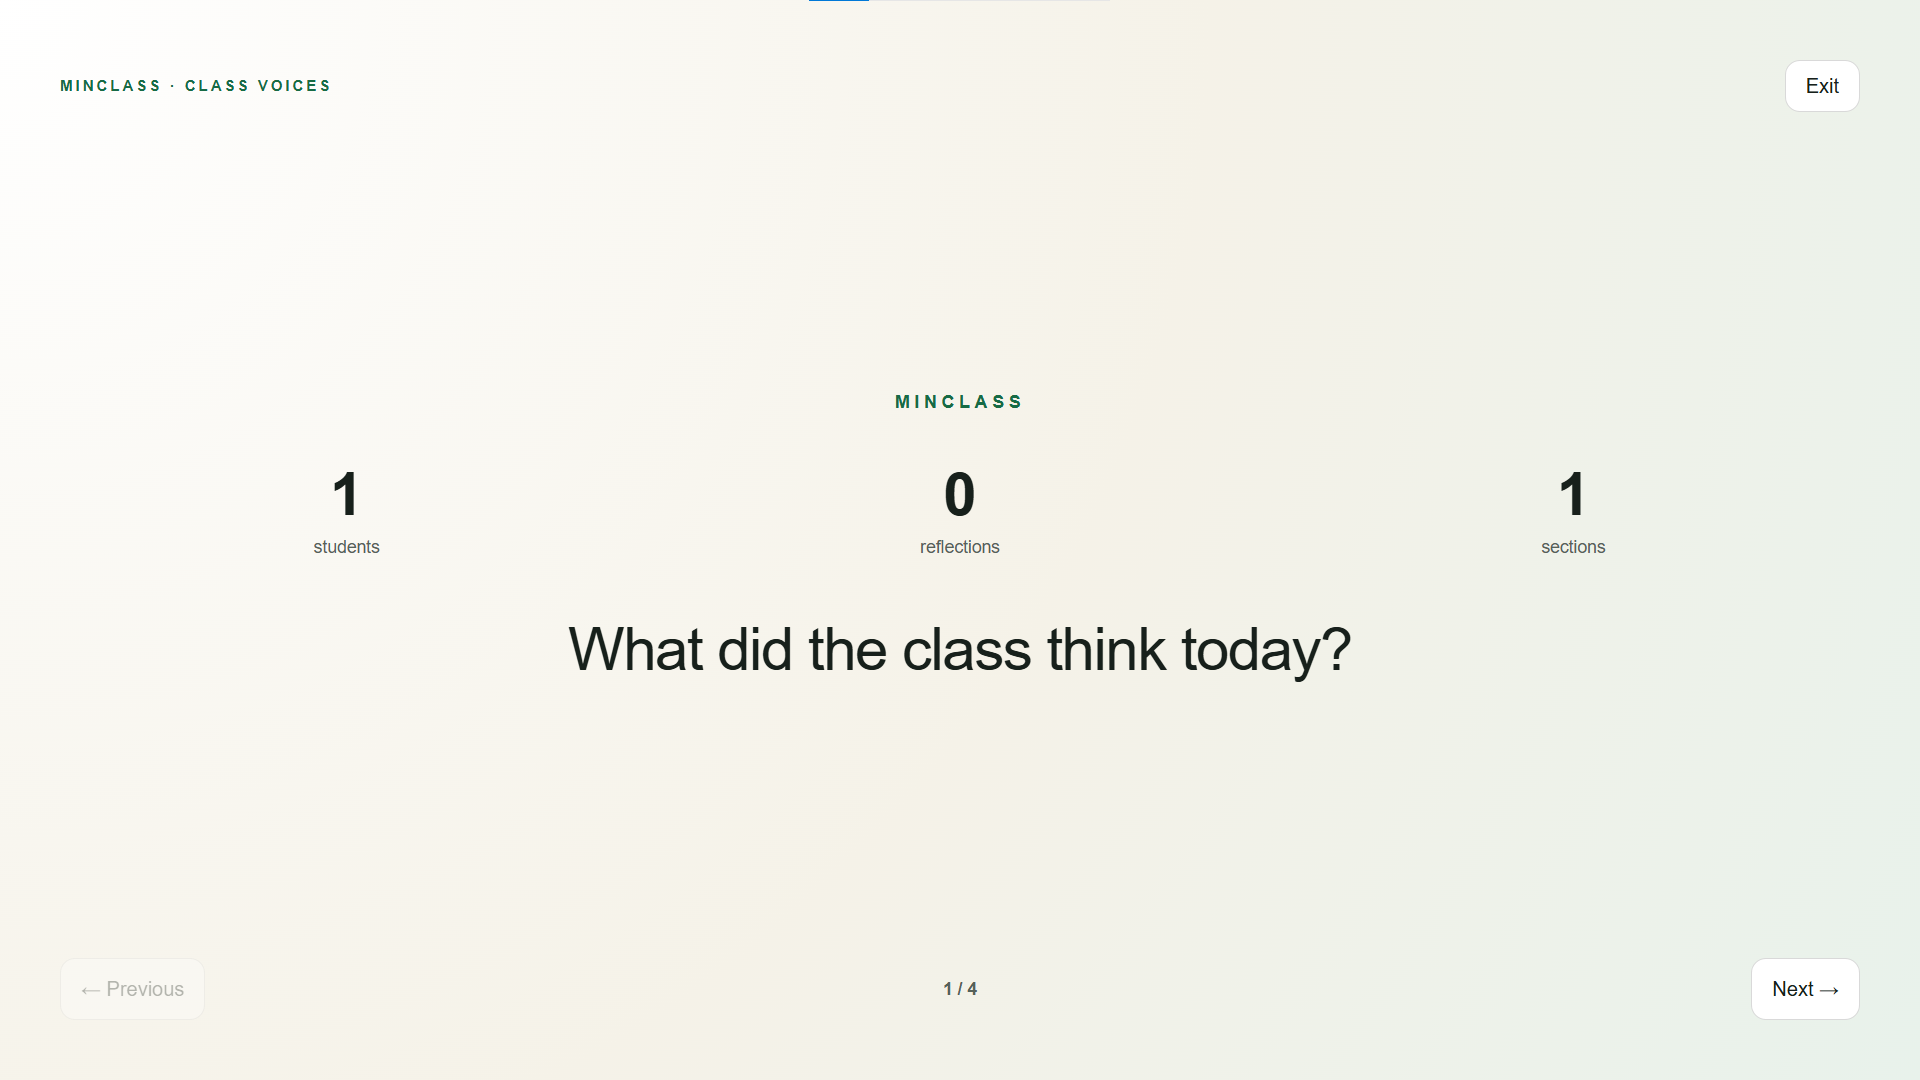 MINCLASS · CLASS VOICES
Exit
MINCLASS
1
students
0
reflections
1
sections
What did the class think today?
← Previous
1 / 4
Next →